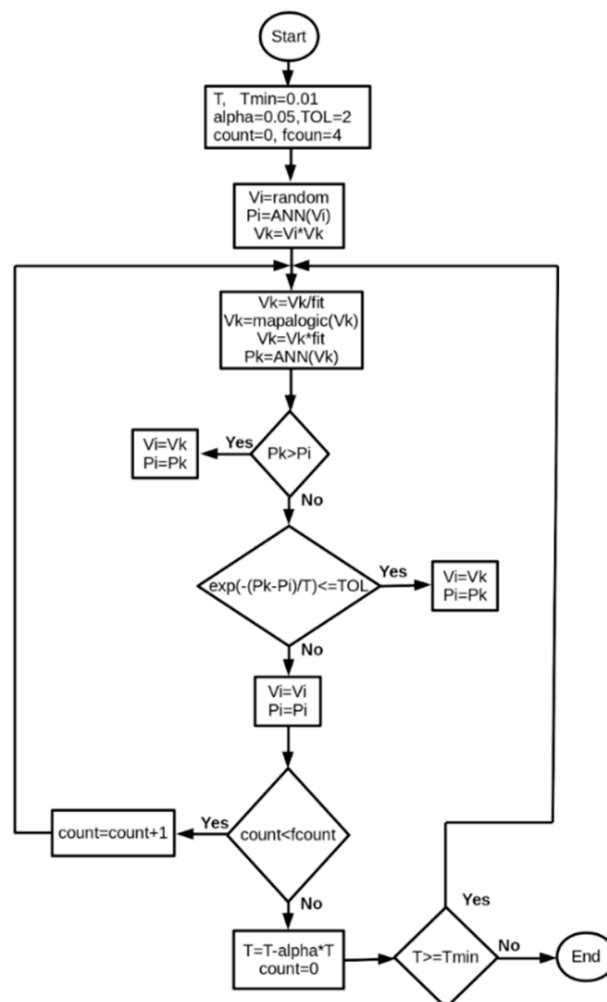 Start
T, Tmin=0.01
alpha=0.05,TOL=2
count=0, fcoun=4
Vi=random
Pi=ANN(Vi)
Vk=Vi*Vk
Vk=Vk/fit
Vk=mapalogic(Vk)
Vk=Vk*fit
Pk=ANN(Vk)
Pk>Pi
Yes
Vi=Vk
Pi=Pk
No
exp(-(Pk-Pi)/T)<=TOL
Yes
Vi=Vk
Pi=Pk
No
Vi=Vi
Pi=Pi
count<fcount
Yes
count=count+1
No
T=T-alpha*T
count=0
T>=Tmin
Yes
No
End